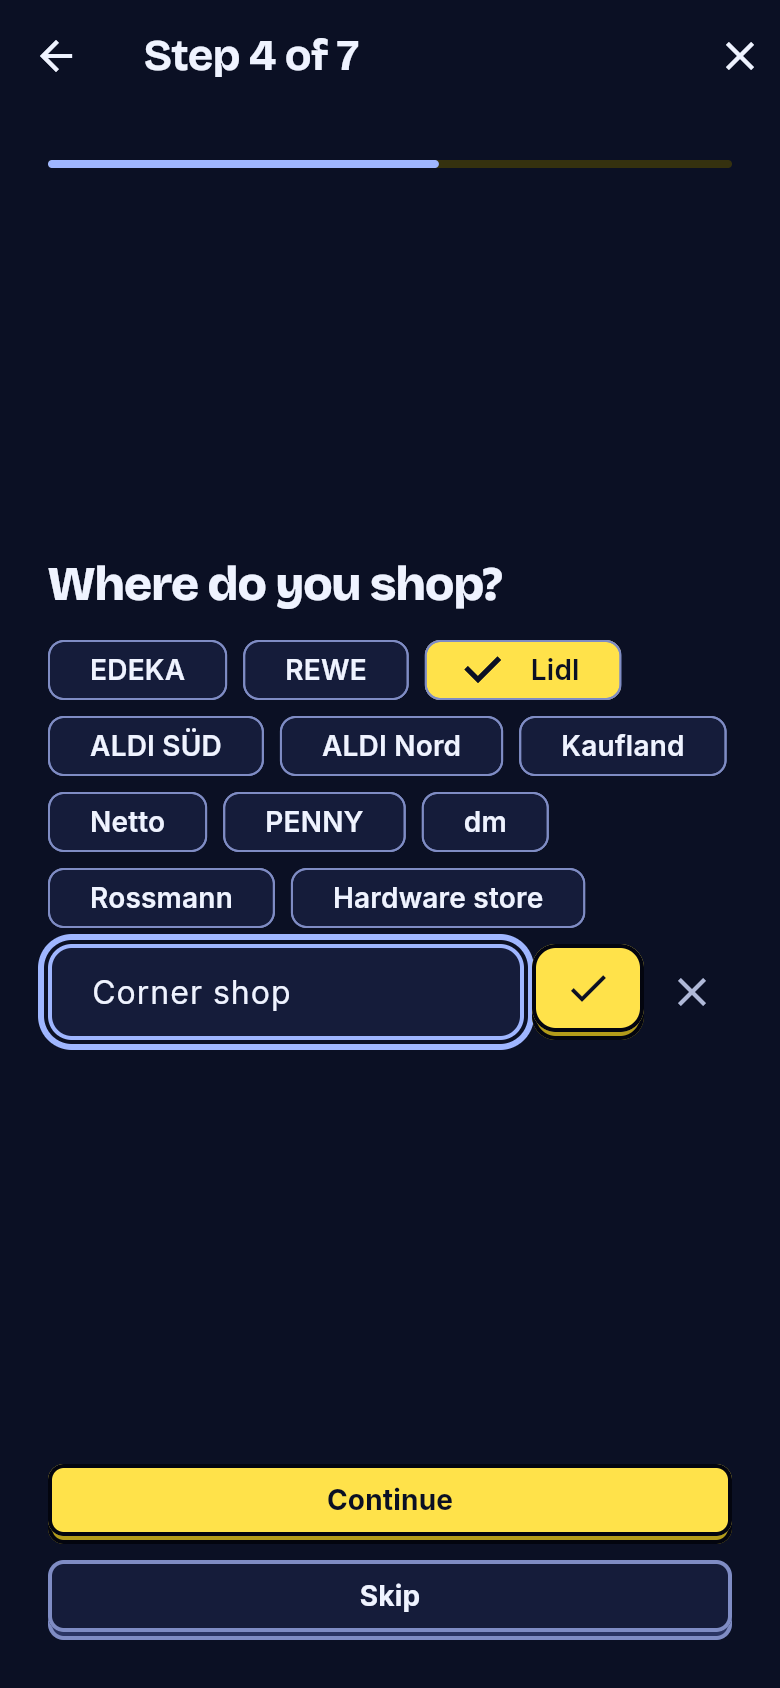 Step 4 of 7
Where do you shop?
EDEKA REWE Lidl
ALDI SÜD ALDI Nord Kaufland
Netto PENNY dm
Rossmann Hardware store
Corner shop
Continue
Skip